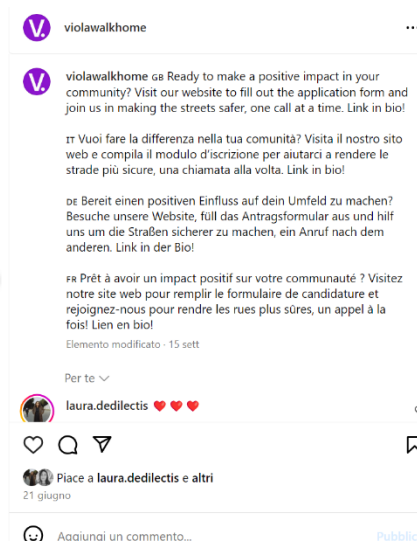 V. violawalkhome
V. violawalkhome GB Ready to make a positive impact in your
community? Visit our website to fill out the application form and
join us in making the streets safer, one call at a time. Link in bio!
IT Vuoi fare la differenza nella tua comunità? Visita il nostro sito
web e compila il modulo d'iscrizione per aiutarci a rendere le
strade più sicure, una chiamata alla volta. Link in bio!
DE Bereit einen positiven Einfluss auf dein Umfeld zu machen?
Besuche unsere Website, füll das Antragsformular aus und hilf
uns um die Straßen sicherer zu machen, ein Anruf nach dem
anderen. Link in der Bio!
FR Prêt à avoir un impact positif sur votre communauté ? Visitez
notre site web pour remplir le formulaire de candidature et
rejoignez-nous pour rendre les rues plus sûres, un appel à la
fois! Lien en bio!
Elemento modificato · 15 sett
Per te
laura.dedilectis ❤️ ❤️ ❤️
Piace a laura.dedilectis e altri
21 giugno
Aggiungi un commento... Pubblic